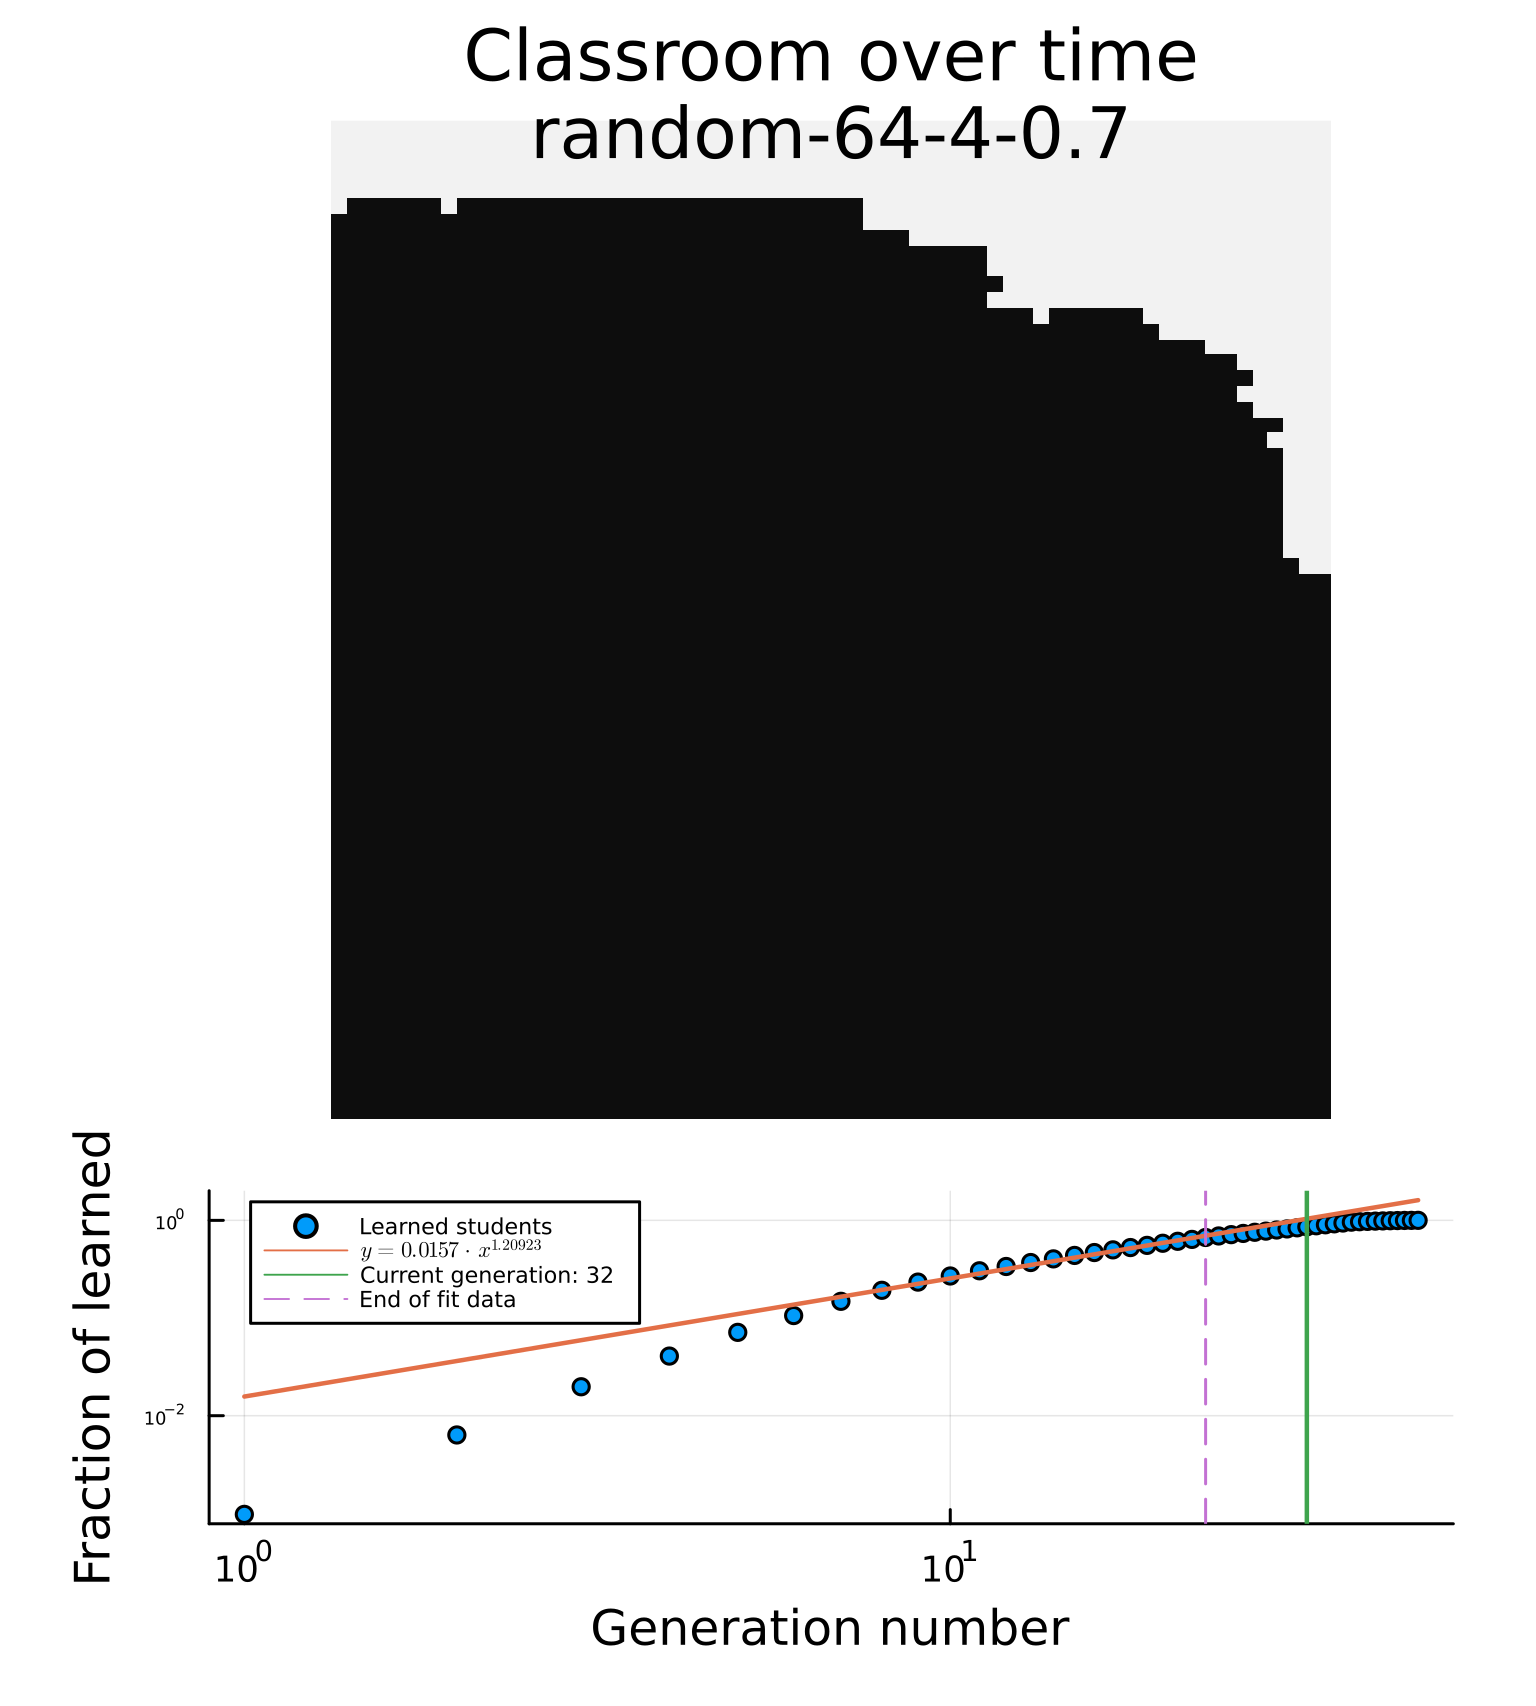 Classroom over time
random-64-4-0.7
Fraction of learned
10⁰
10⁻²
Learned students
y = 0.0157 · x^1.20923
Current generation: 32
End of fit data
10⁰
10¹
Generation number